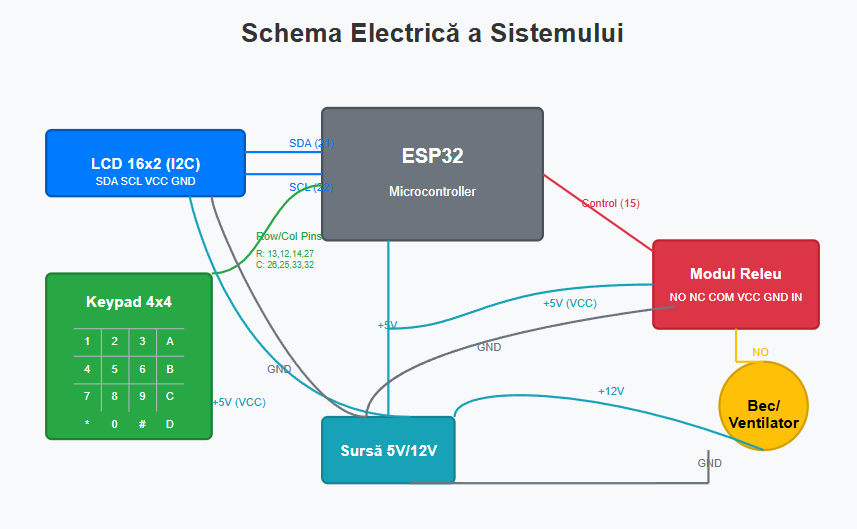 Schema Electrică a Sistemului
LCD 16x2 (I2C)
SDA SCL VCC GND
SDA (21)
SCL (22)
ESP32
Microcontroller
Control (15)
Row/Col Pins
R: 13,12,14,27
C: 26,25,33,32
Modul Releu
NO NC COM VCC GND IN
Keypad 4x4
1 2 3 A
4 5 6 B
7 8 9 C
* 0 # D
+5V (VCC)
+5V
GND
NO
GND
+5V (VCC)
+12V
Bec/
Ventilator
Sursă 5V/12V
GND